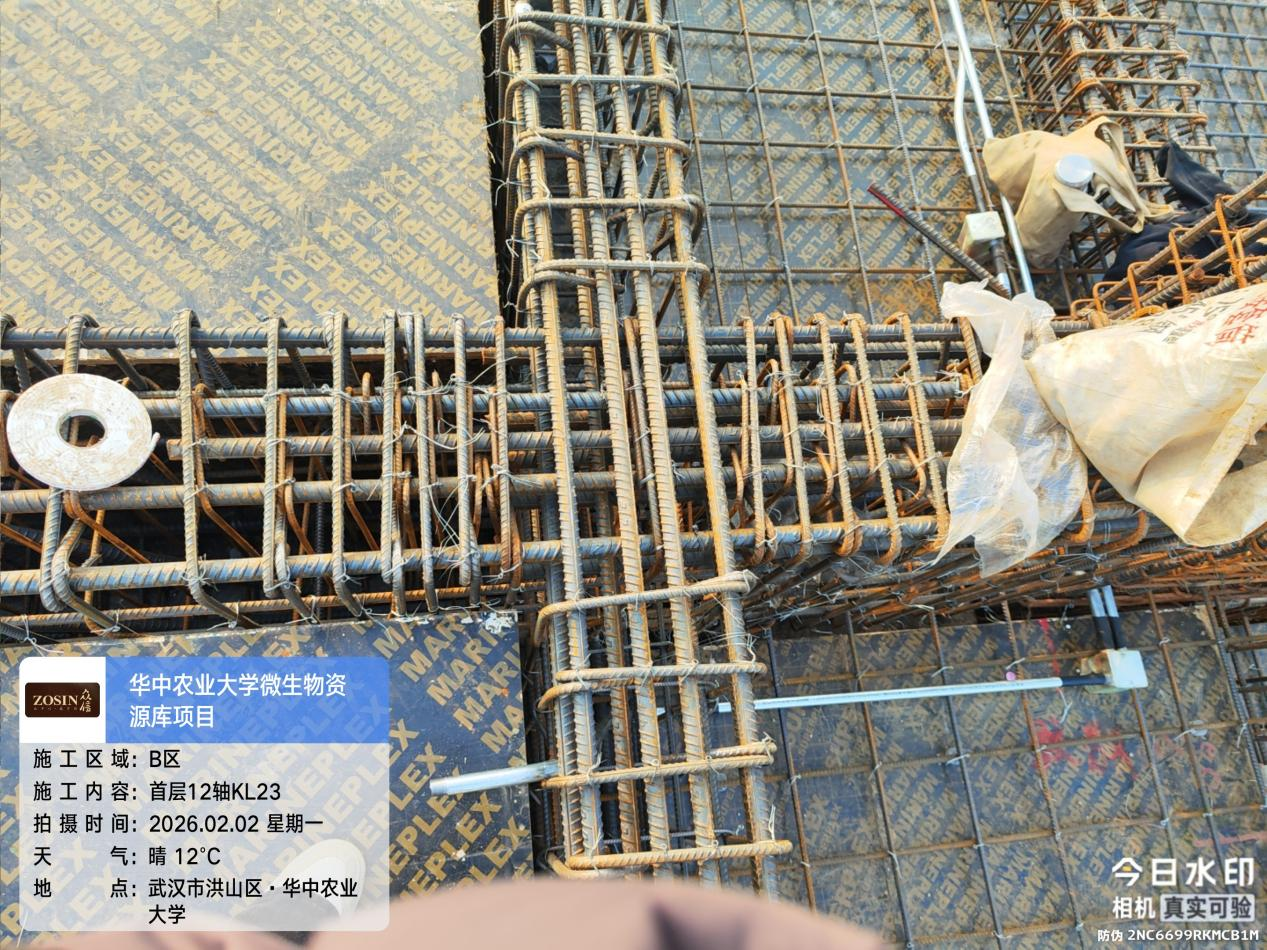 MARINEPLEX
ZOSIN 众信
华中农业大学微生物资
源库项目
施工区域：B区
施工内容：首层12轴KL23
拍摄时间：2026.02.02 星期一
天气：晴 12℃
地点：武汉市洪山区·华中农业
大学
今日水印
相机 真实可验
防伪 2NC6699RKMCB1M